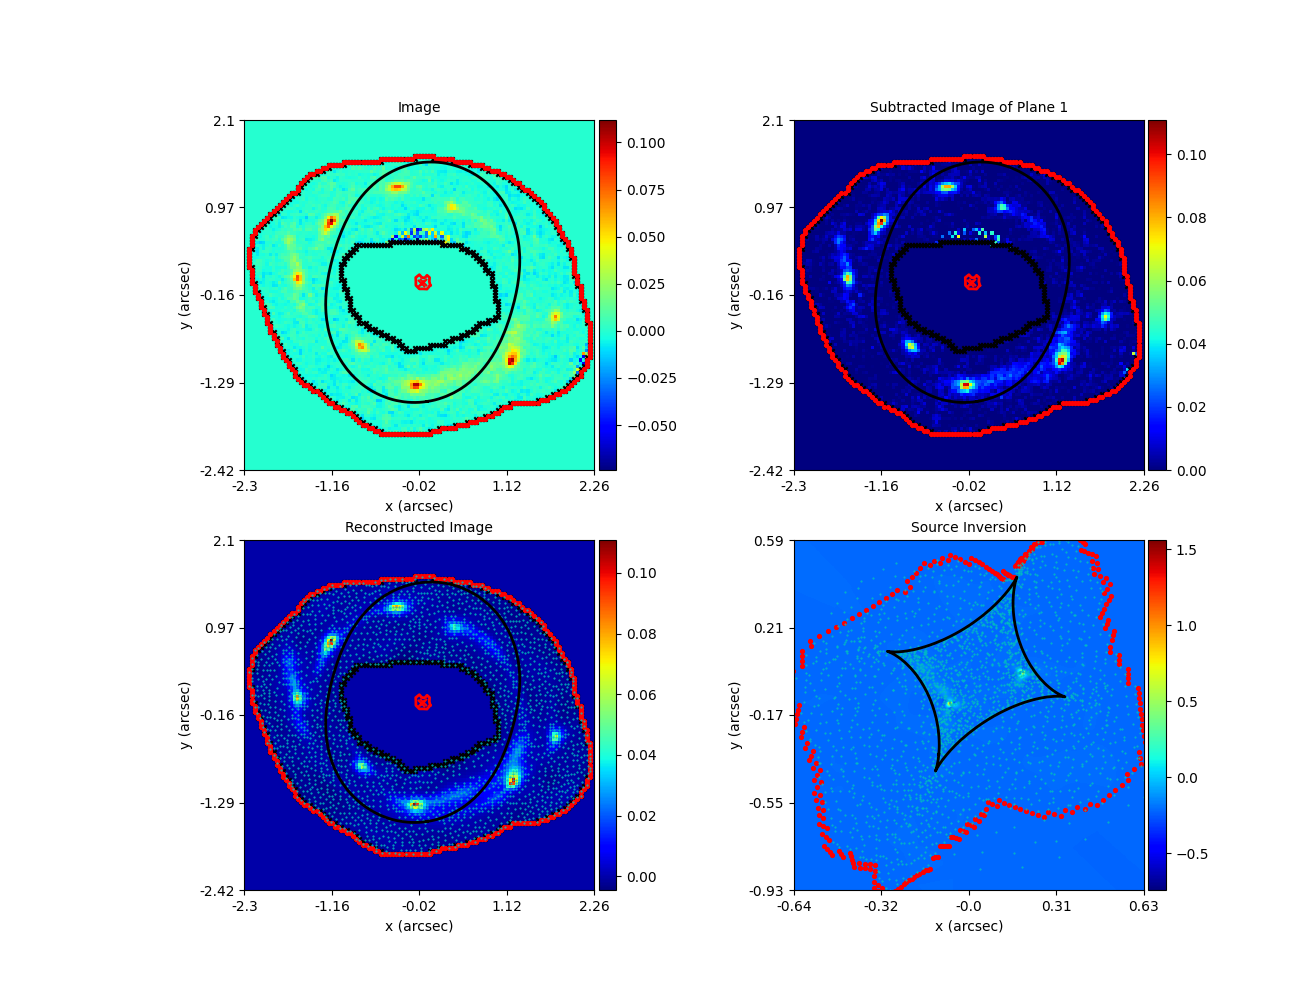 Image
2.1
0.97
-0.16
-1.29
-2.42
y (arcsec)
-2.3 -1.16 -0.02 1.12 2.26
x (arcsec)
0.100
0.075
0.050
0.025
0.000
−0.025
−0.050
Subtracted Image of Plane 1
2.1
0.97
-0.16
-1.29
-2.42
y (arcsec)
-2.3 -1.16 -0.02 1.12 2.26
x (arcsec)
0.10
0.08
0.06
0.04
0.02
0.00
Reconstructed Image
2.1
0.97
-0.16
-1.29
-2.42
y (arcsec)
-2.3 -1.16 -0.02 1.12 2.26
x (arcsec)
0.10
0.08
0.06
0.04
0.02
0.00
Source Inversion
0.59
0.21
-0.17
-0.55
-0.93
y (arcsec)
-0.64 -0.32 -0.0 0.31 0.63
x (arcsec)
1.5
1.0
0.5
0.0
−0.5